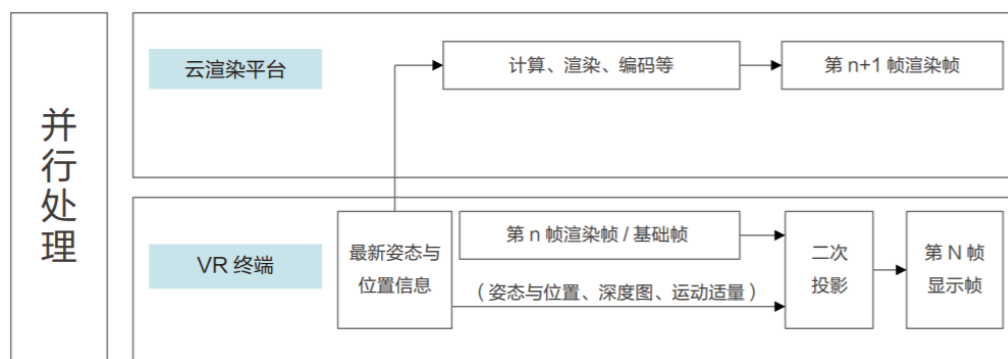 并行处理
云渲染平台
计算、渲染、编码等
第 n+1 帧渲染帧
VR 终端
最新姿态与
位置信息
第 n 帧渲染帧 / 基础帧
(姿态与位置、深度图、运动适量)
二次
投影
第 N 帧
显示帧